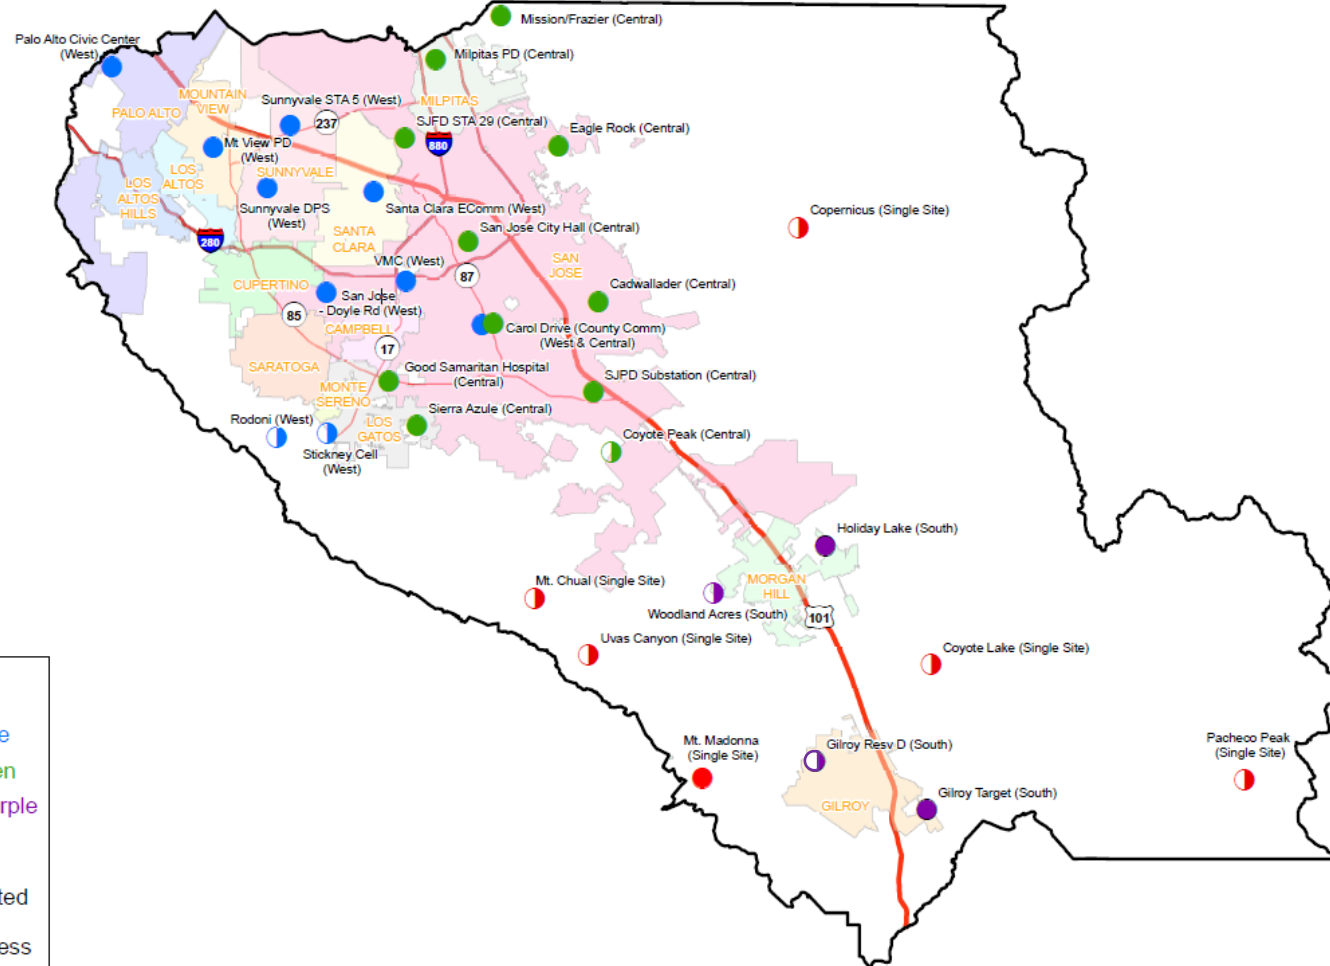 Mission/Frazier (Central)
Palo Alto Civic Center
(West)
Milpitas PD (Central)
MOUNTAIN
VIEW
PALO ALTO
Sunnyvale STA 5 (West)
MILPITAS
237
SJFD STA 29 (Central)
Eagle Rock (Central)
880
Mt View PD
(West)
SUNNYVALE
LOS
ALTOS
LOS
ALTOS
HILLS
Sunnyvale DPS
(West)
Santa Clara EComm (West)
Copernicus (Single Site)
San Jose City Hall (Central)
SANTA
CLARA
280
SAN
JOSE
VMC (West)
87
CUPERTINO
Cadwallader (Central)
San Jose
- Doyle Rd (West)
85
CAMPBELL
Carol Drive (County Comm)
(West & Central)
17
SARATOGA
Good Samaritan Hospital
(Central)
SJPD Substation (Central)
MONTE
SERENO
Sierra Azule (Central)
Rodoni (West)
LOS
GATOS
Coyote Peak (Central)
Stickney Cell
(West)
Holiday Lake (South)
Mt. Chual (Single Site)
MORGAN
HILL
Woodland Acres (South)
101
Uvas Canyon (Single Site)
Coyote Lake (Single Site)
Mt. Madonna
(Single Site)
Gilroy Resv D (South)
Pacheco Peak
(Single Site)
Gilroy Target (South)
GILROY
e
en
rple
ted
ess